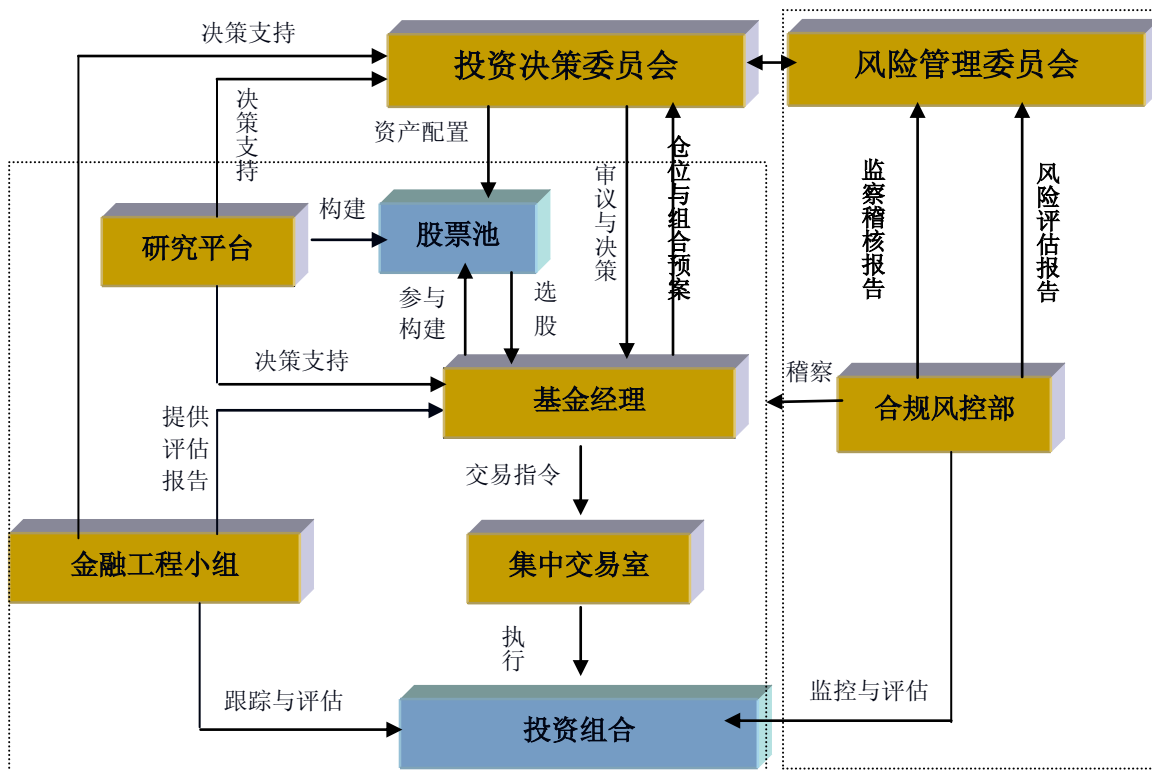 决策支持
投资决策委员会
风险管理委员会
决策支持
资产配置
审议与决策
仓位与组合预案
监察稽核报告
风险评估报告
研究平台
构建
股票池
参与
构建
选
股
决策支持
基金经理
稽察
合规风控部
提供
评估
报告
交易指令
金融工程小组
集中交易室
执
行
跟踪与评估
投资组合
监控与评估